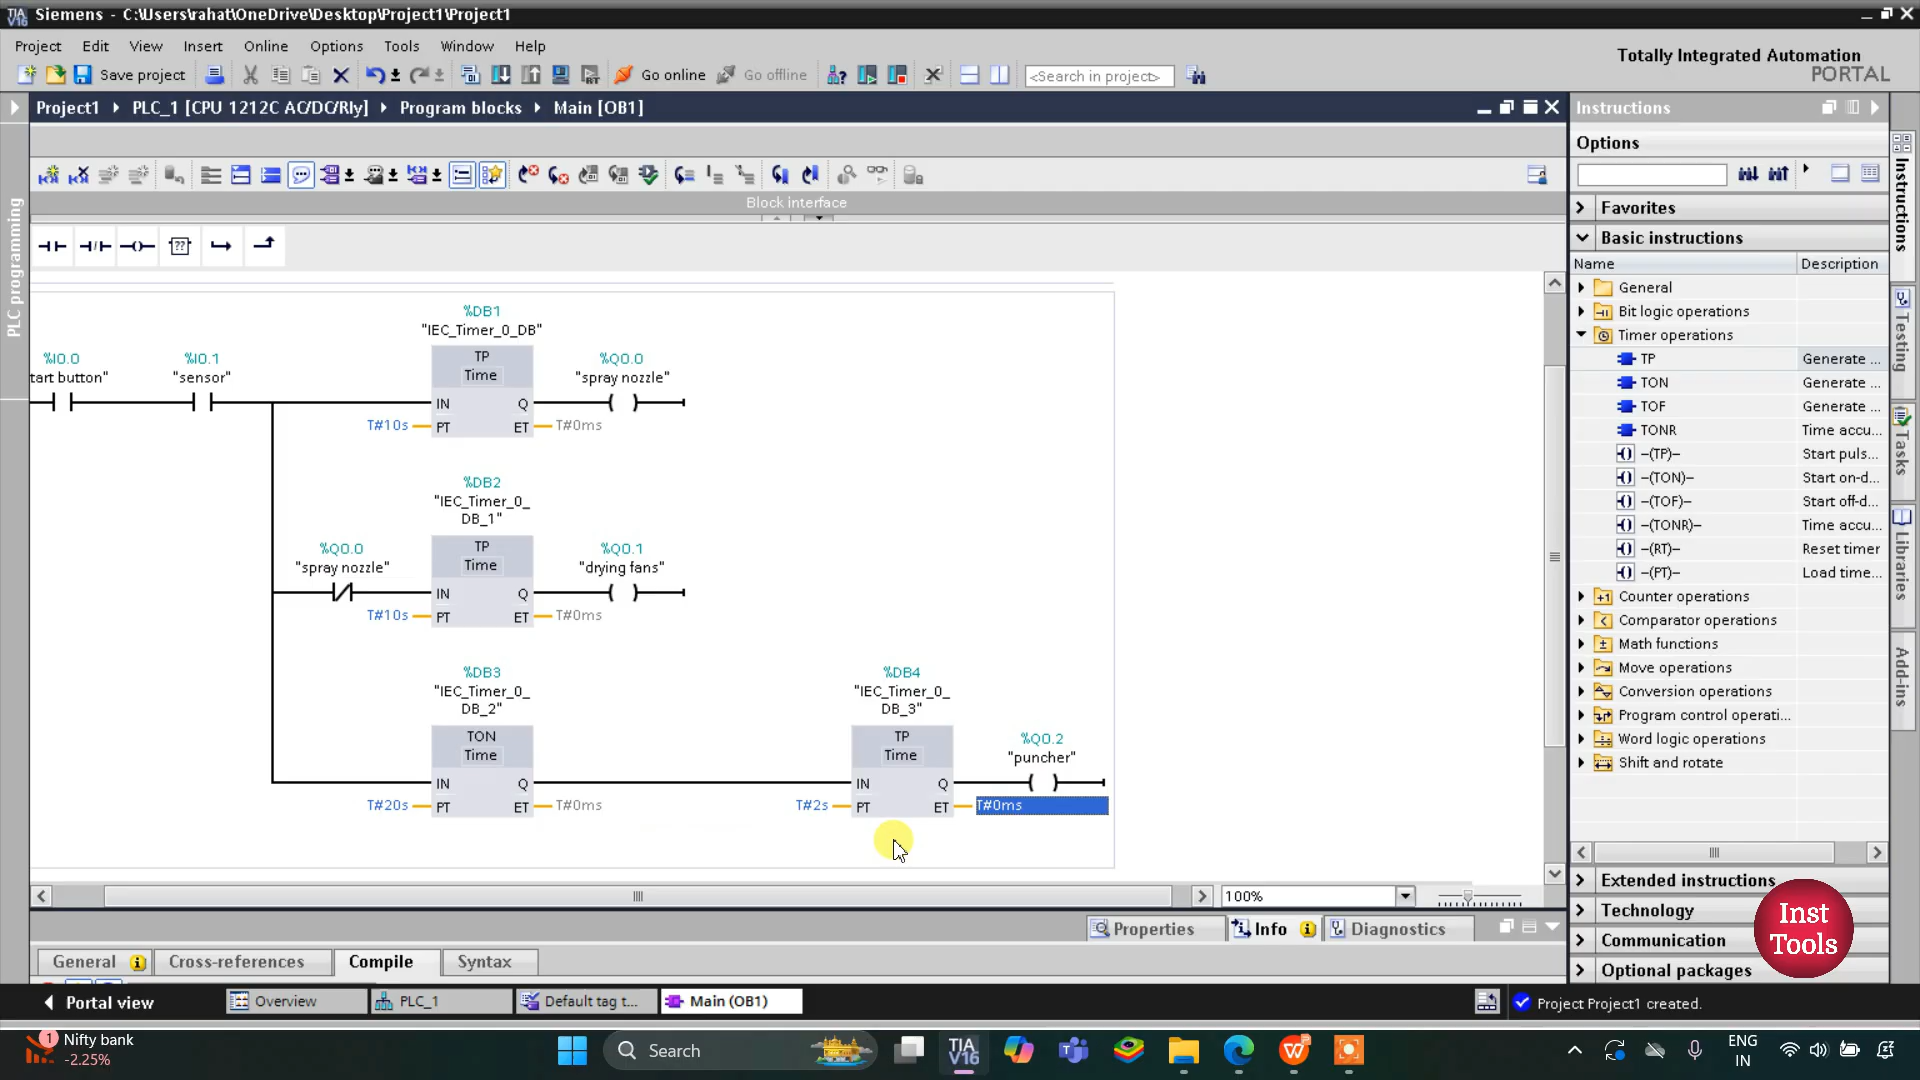 Siemens - C:\Users\rahat\OneDrive\Desktop\Project1\Project1
Project Edit View Insert Online Options Tools Window Help
Totally Integrated Automation
PORTAL
Save project
Go online
Go offline
<Search in project>
Project1 PLC_1 [CPU 1212C AC/DC/Rly] Program blocks Main [OB1]
Instructions
Options
Block interface
PLC programming
Favorites
Basic instructions
Name Description
General
Bit logic operations
Timer operations
TP Generate ...
TON Generate ...
TOF Generate ...
TONR Time accu...
-(TP)- Start puls...
-(TON)- Start on-d...
-(TOF)- Start off-d...
-(TONR)- Time accu...
-(RT)- Reset timer
-(PT)- Load time...
Counter operations
Comparator operations
Math functions
Move operations
Conversion operations
Program control operati...
Word logic operations
Shift and rotate
Extended instructions
Technology
Communication
Optional packages
Instructions
Testing
Tasks
Libraries
Add-ins
%DB1
"IEC_Timer_0_DB"
TP
Time
%I0.0
tart button"
%I0.1
"sensor"
%Q0.0
"spray nozzle"
IN Q
T#10s PT ET T#0ms
%DB2
"IEC_Timer_0_
DB_1"
TP
Time
%Q0.0
"spray nozzle"
%Q0.1
"drying fans"
IN Q
T#10s PT ET T#0ms
%DB3
"IEC_Timer_0_
DB_2"
TON
Time
IN Q
T#20s PT ET T#0ms
%DB4
"IEC_Timer_0_
DB_3"
TP
Time
%Q0.2
"puncher"
IN Q
T#2s PT ET T#0ms
100%
Properties Info Diagnostics
General Cross-references Compile Syntax
Inst
Tools
Portal view Overview PLC_1 Default tag t... Main (OB1)
Project Project1 created.
1
Nifty bank
-2.25%
Search
TIA
V16
ENG
IN